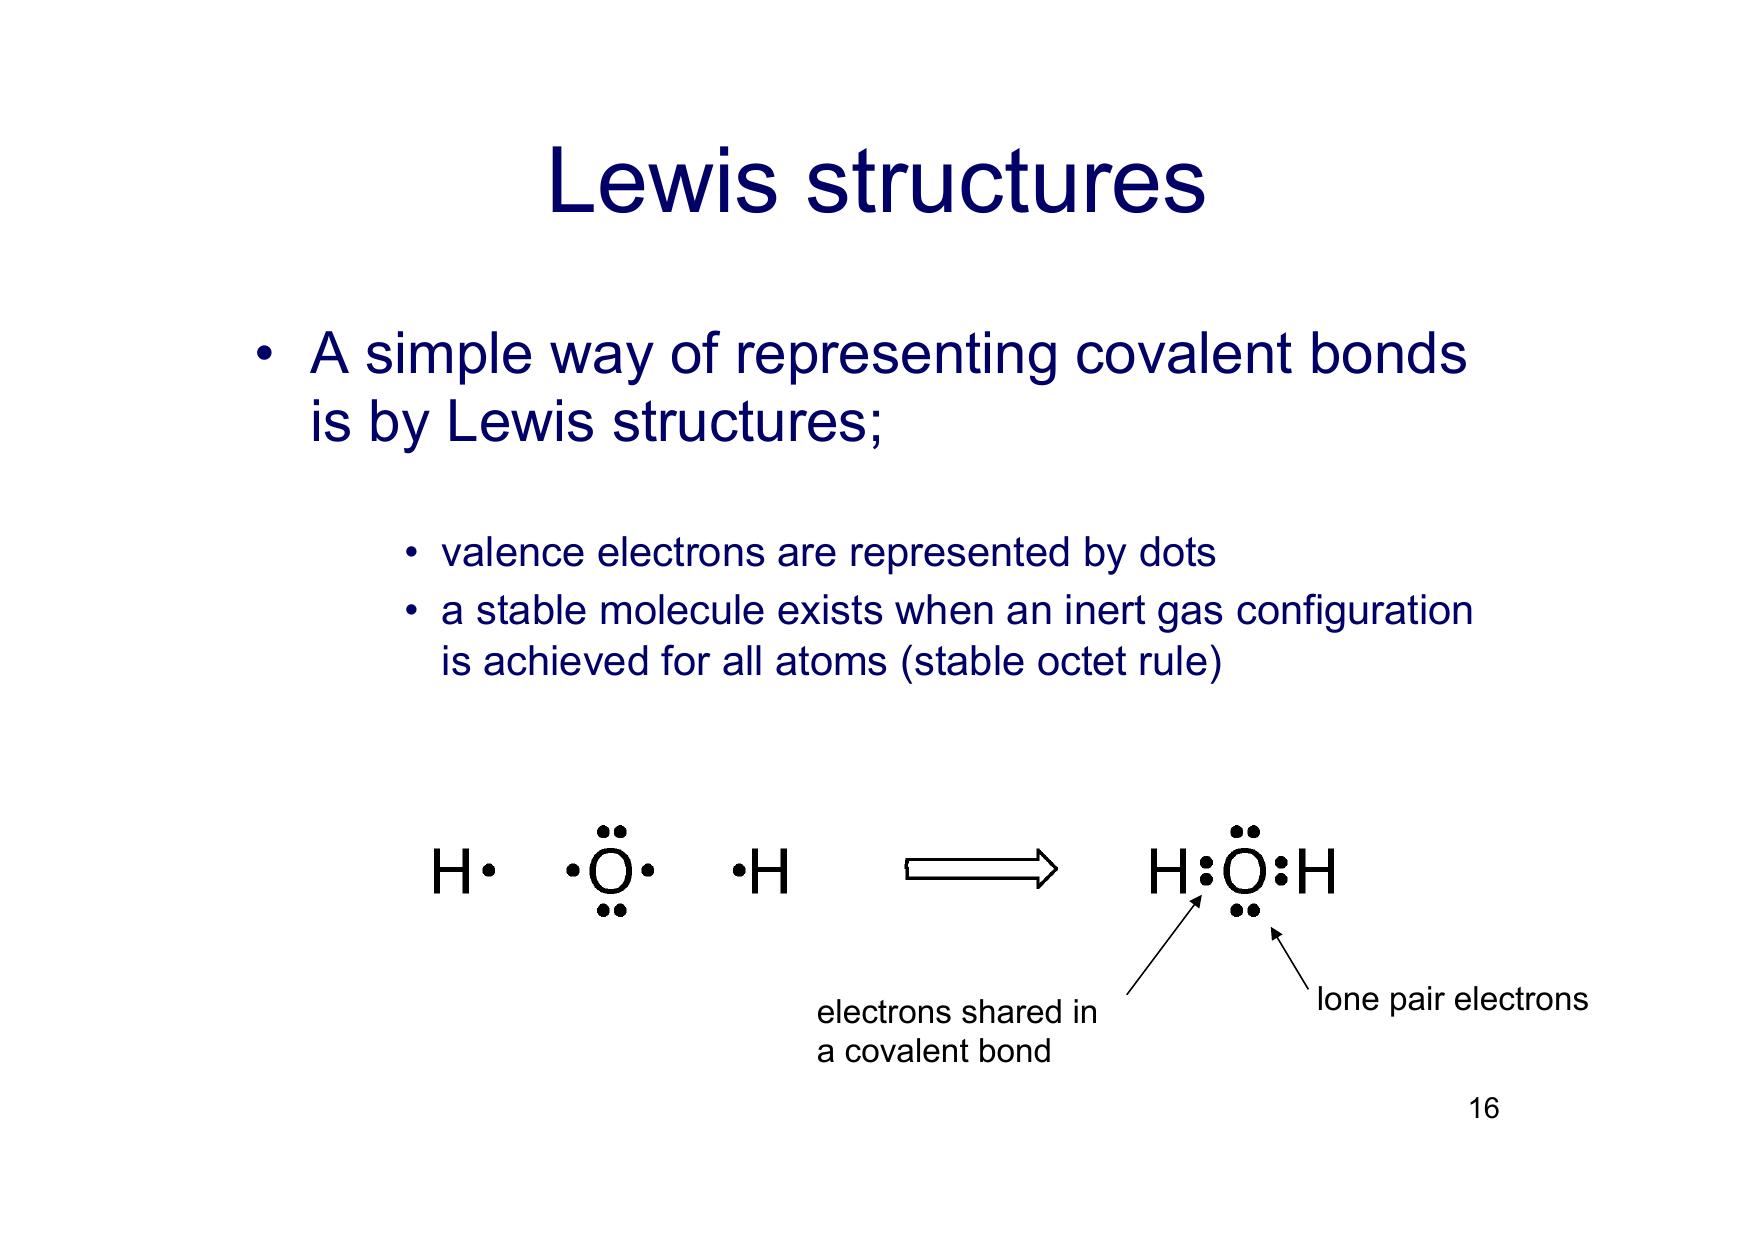 Lewis structures
• A simple way of representing covalent bonds
is by Lewis structures;
• valence electrons are represented by dots
• a stable molecule exists when an inert gas configuration
is achieved for all atoms (stable octet rule)
H O H H O H
electrons shared in
a covalent bond
lone pair electrons
16